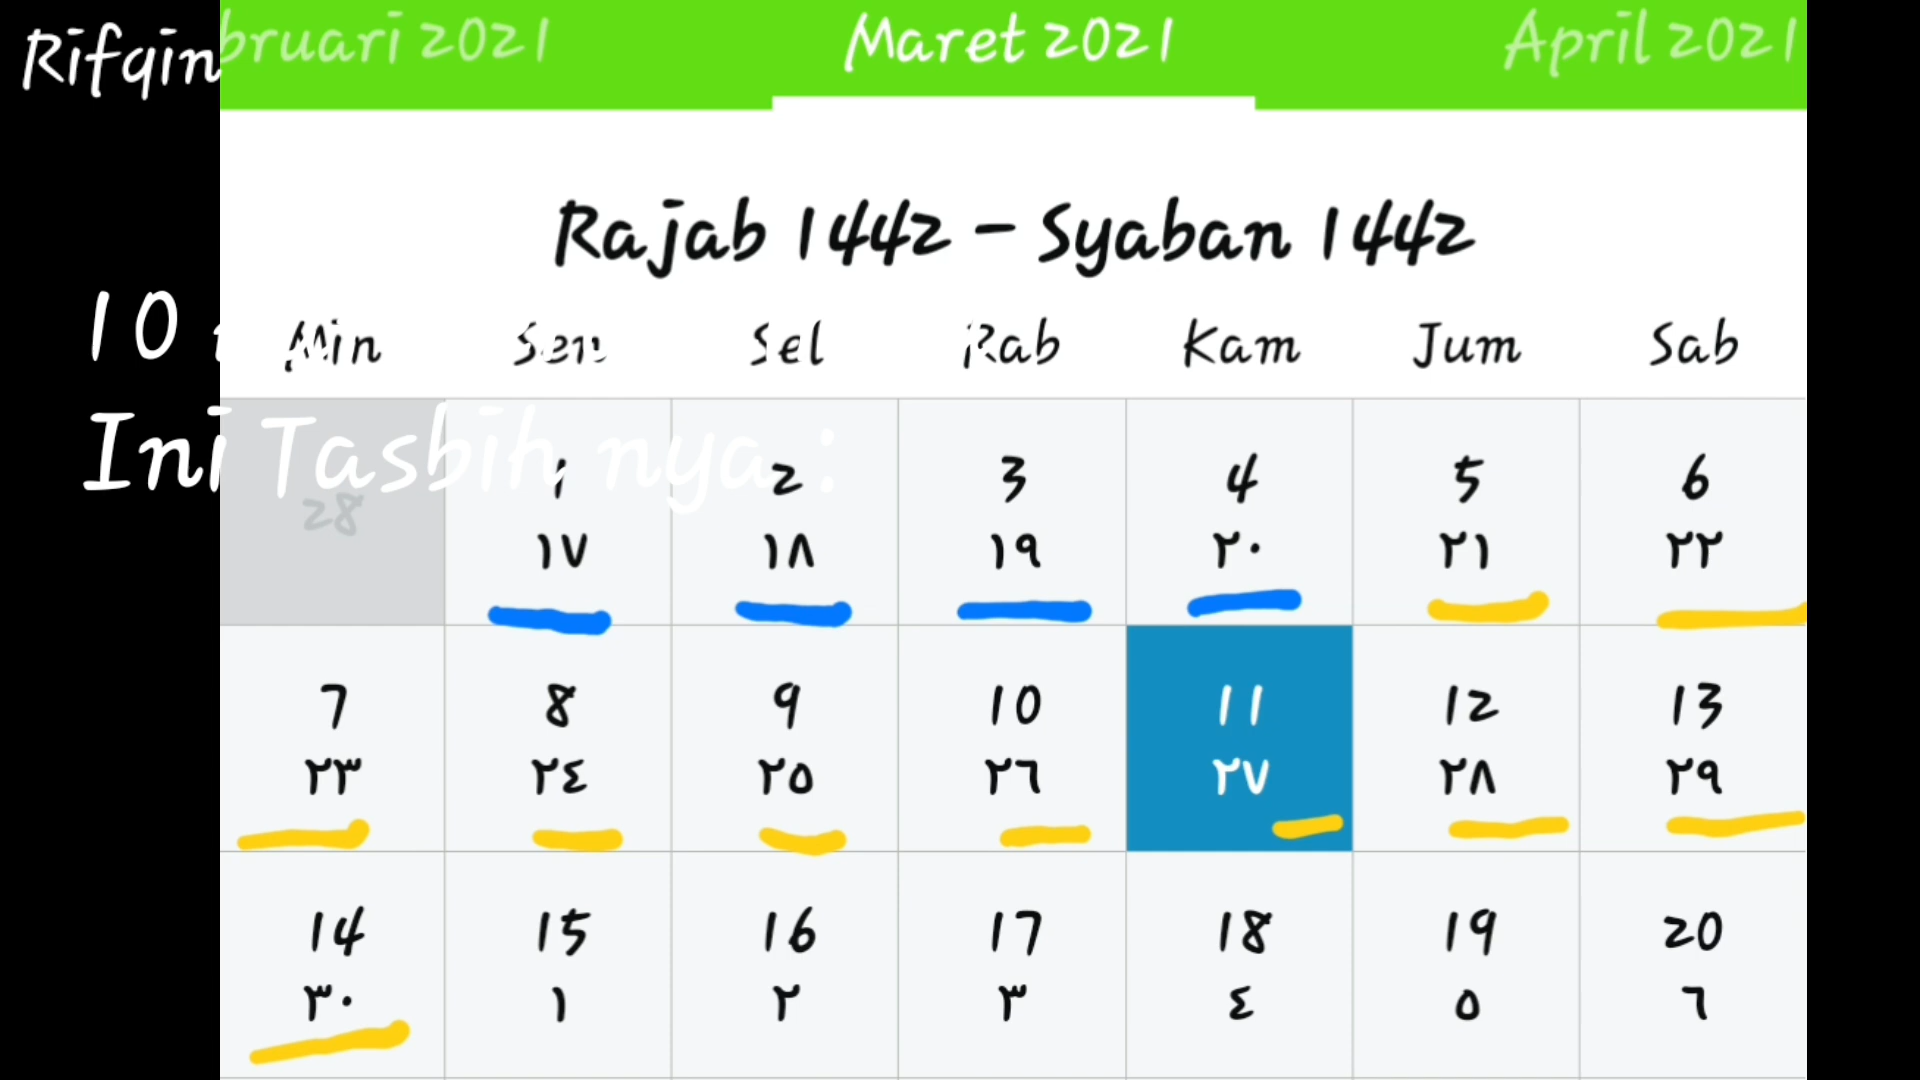 Rifqin
bruari 2021 Maret 2021 April 2021
Rajab 1442 - Syaban 1442
10
Min Sen Sel Rab Kam Jum Sab
Ini Tasbih nya :
28 1 2 3 4 5 6
١٧ ١٨ ١٩ ٢٠ ٢١ ٢٢
7 8 9 10 11 12 13
٢٣ ٢٤ ٢٥ ٢٦ ٢٧ ٢٨ ٢٩
14 15 16 17 18 19 20
٣٠ ١ ٢ ٣ ٤ ٥ ٦